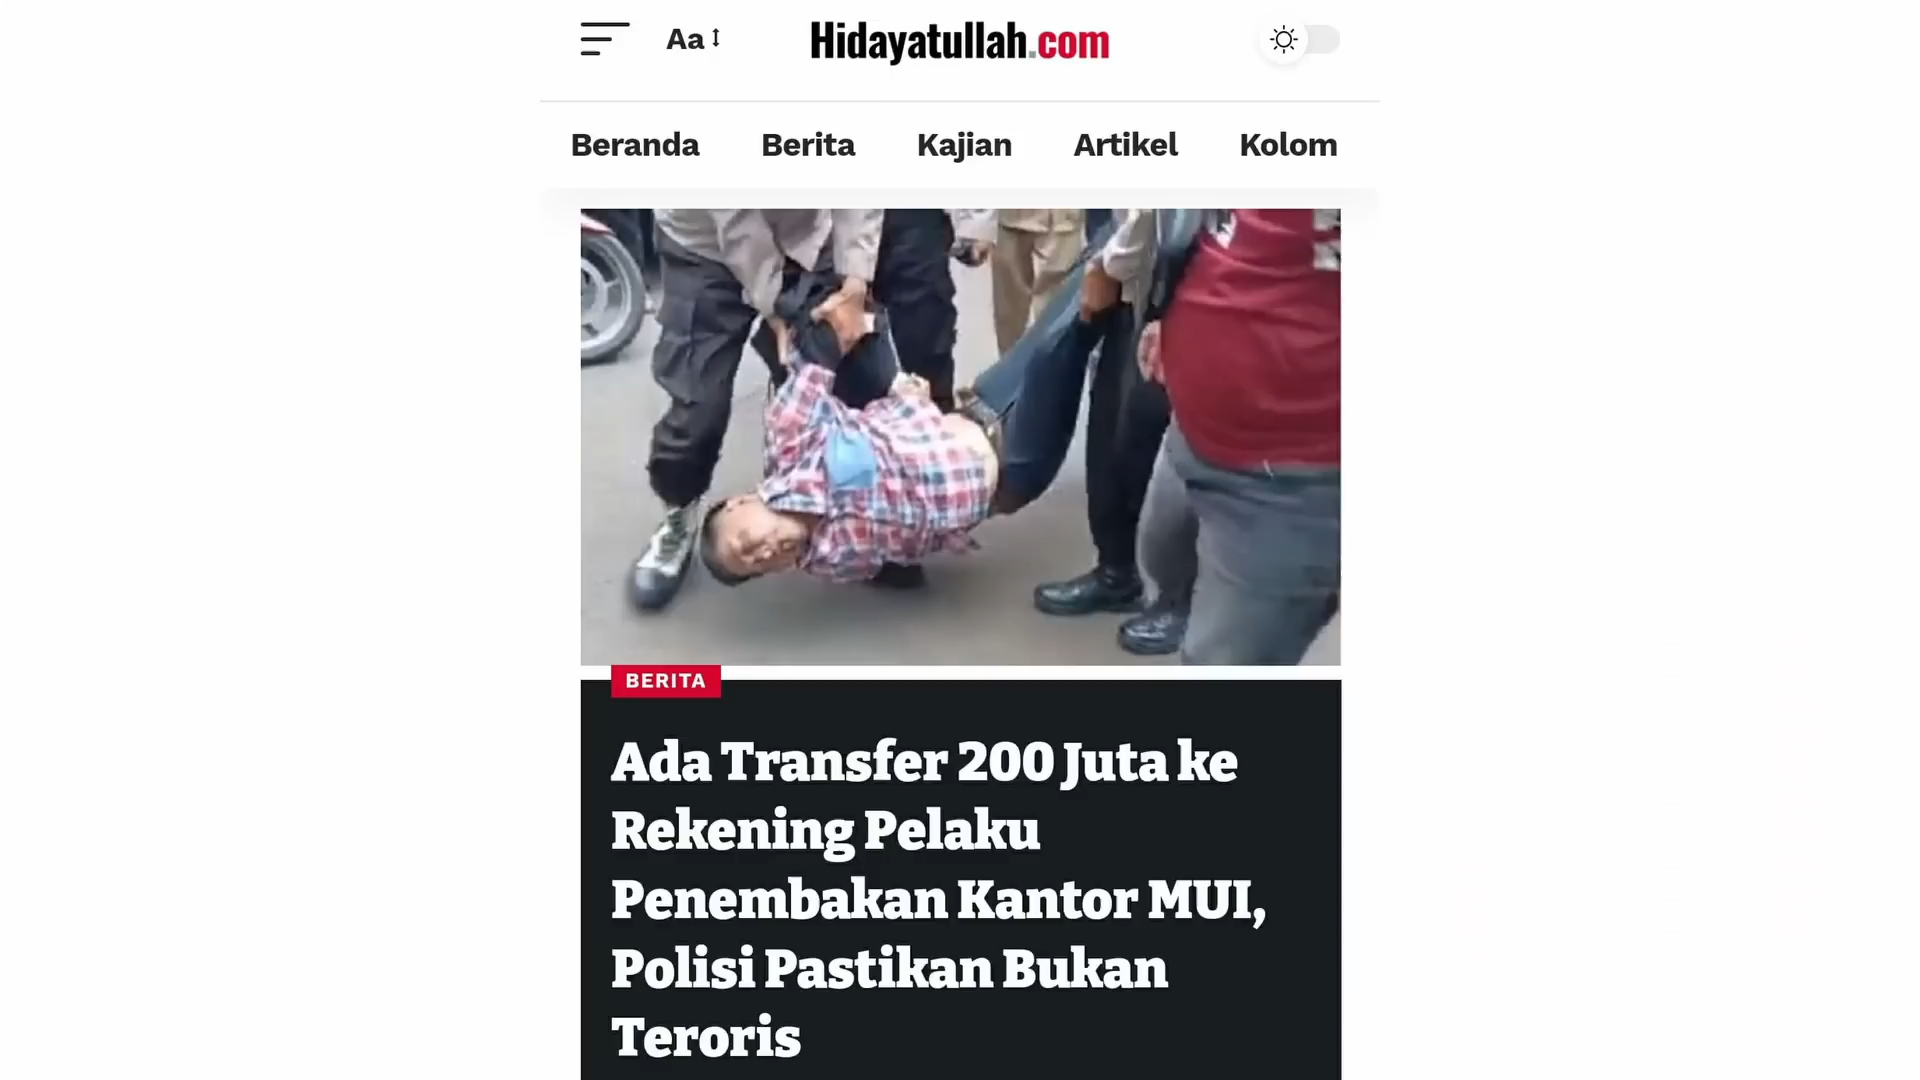 Aa
Hidayatullah.com
Beranda Berita Kajian Artikel Kolom
BERITA
Ada Transfer 200 Juta ke
Rekening Pelaku
Penembakan Kantor MUI,
Polisi Pastikan Bukan
Teroris